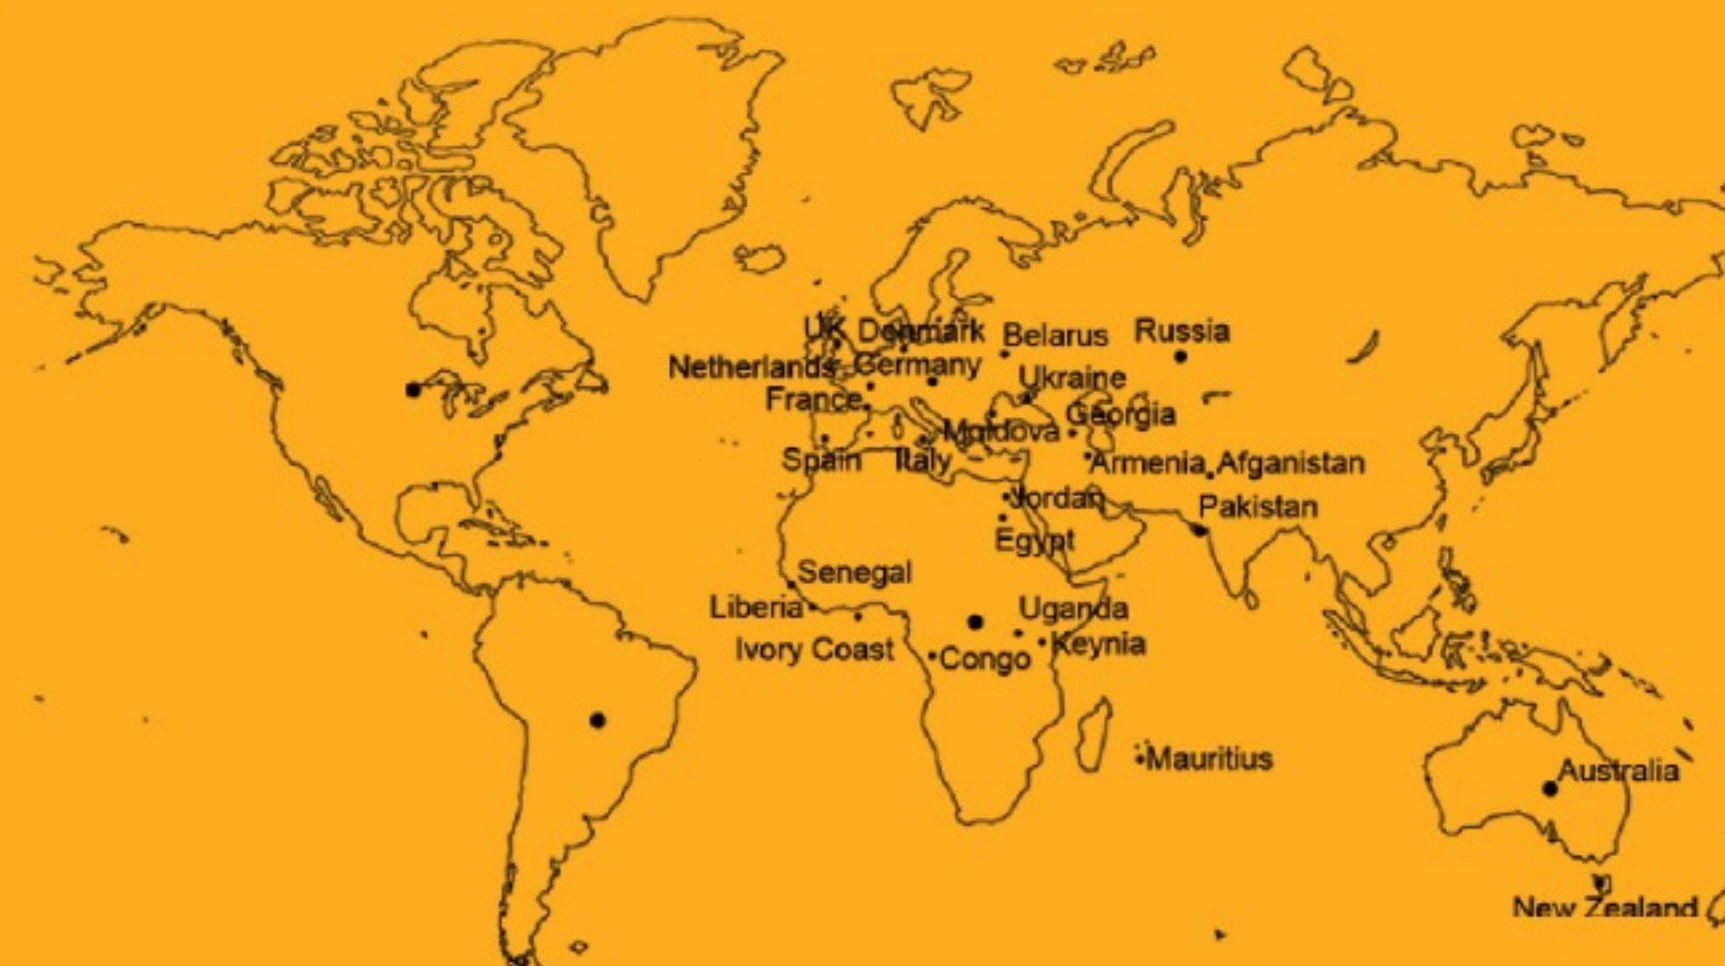 UK Denmark Belarus Russia
Netherlands Germany
Ukraine
France
Georgia
Moldova
Spain Italy Armenia Afganistan
Jordan Pakistan
Egypt
Senegal
Liberia Uganda
Ivory Coast Congo Keynia
Mauritius
Australia
New Zealand